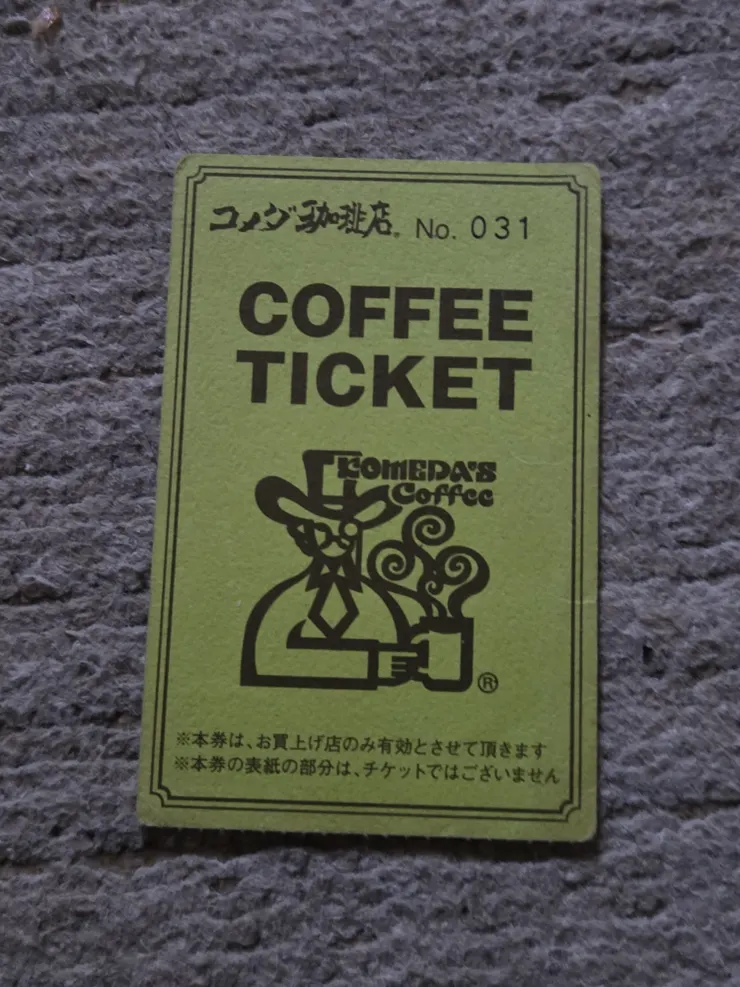 コメダ珈琲店® No. 031
COFFEE
TICKET
KOMEDA'S
Coffee
®
※本券は、お買上げ店のみ有効とさせて頂きます
※本券の表紙の部分は、チケットではございません